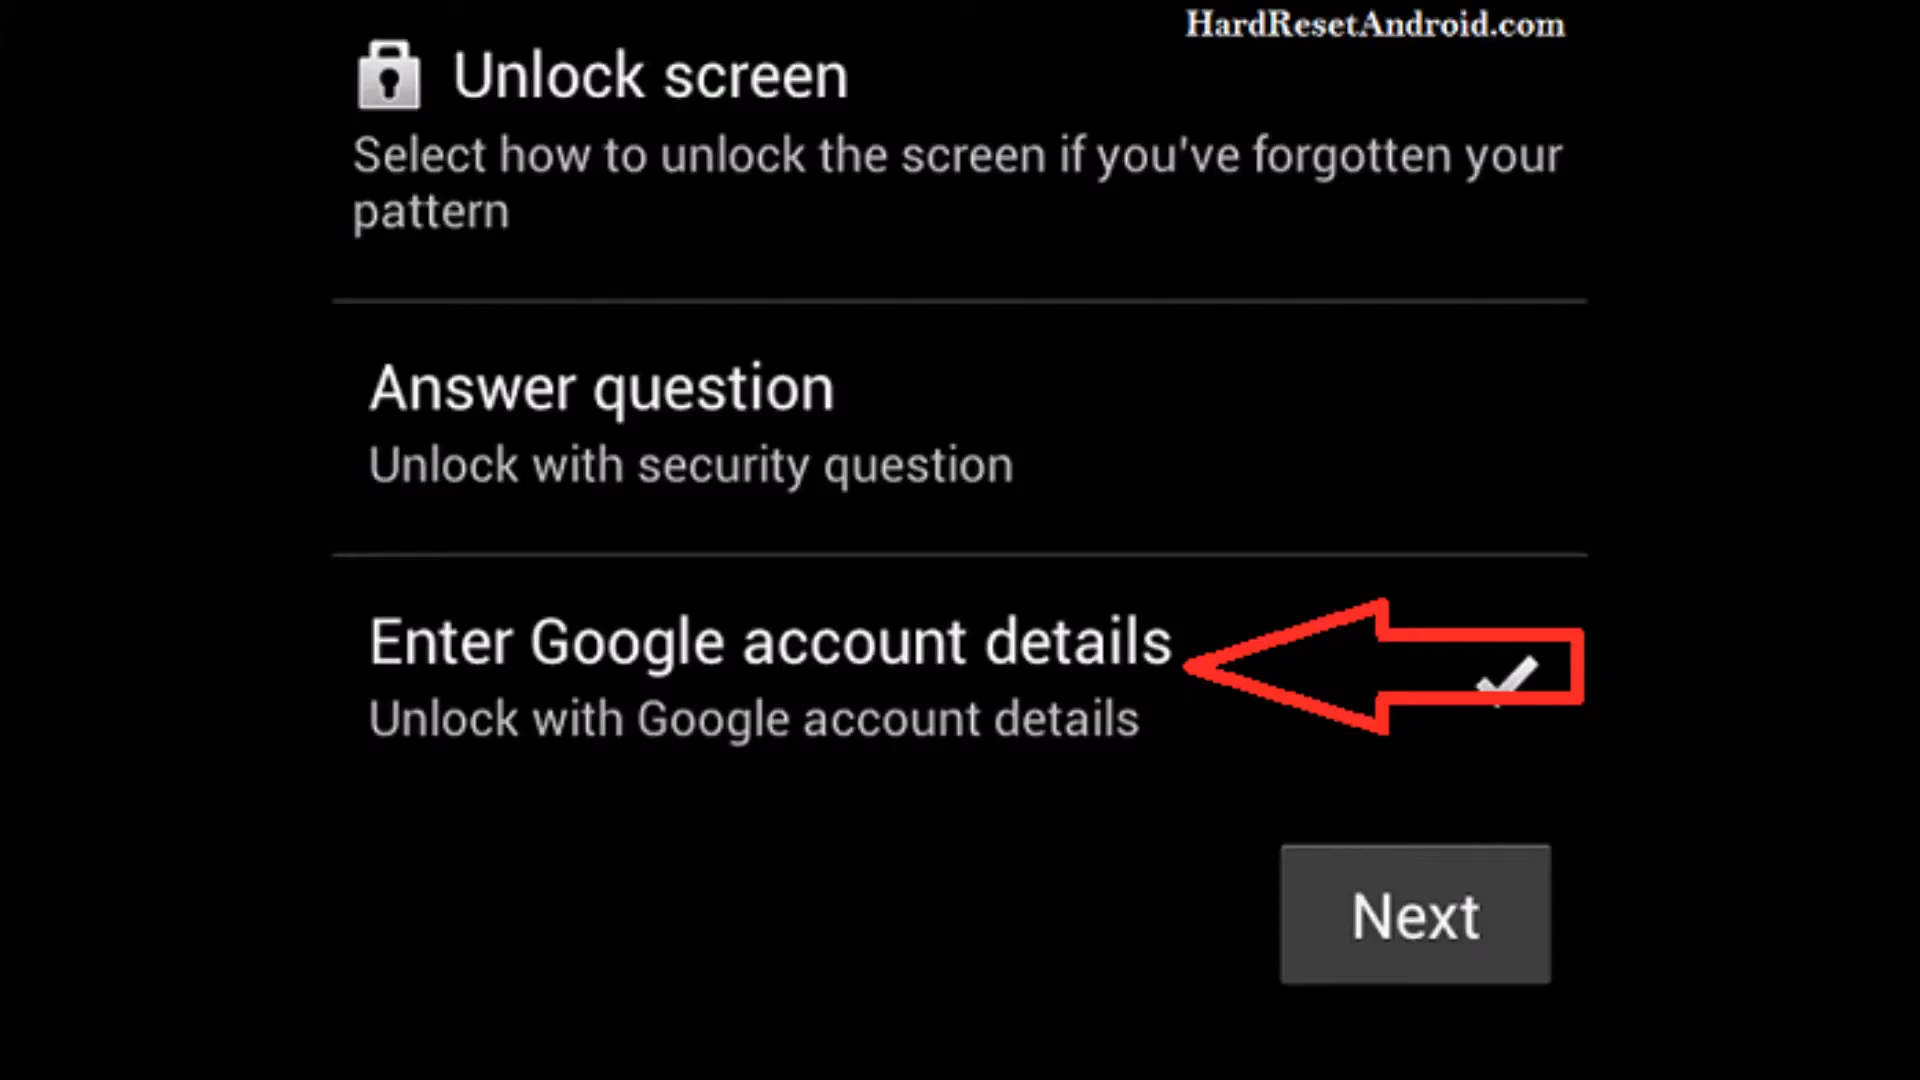 HardResetAndroid.com
Unlock screen
Select how to unlock the screen if you've forgotten your
pattern
Answer question
Unlock with security question
Enter Google account details
Unlock with Google account details
Next